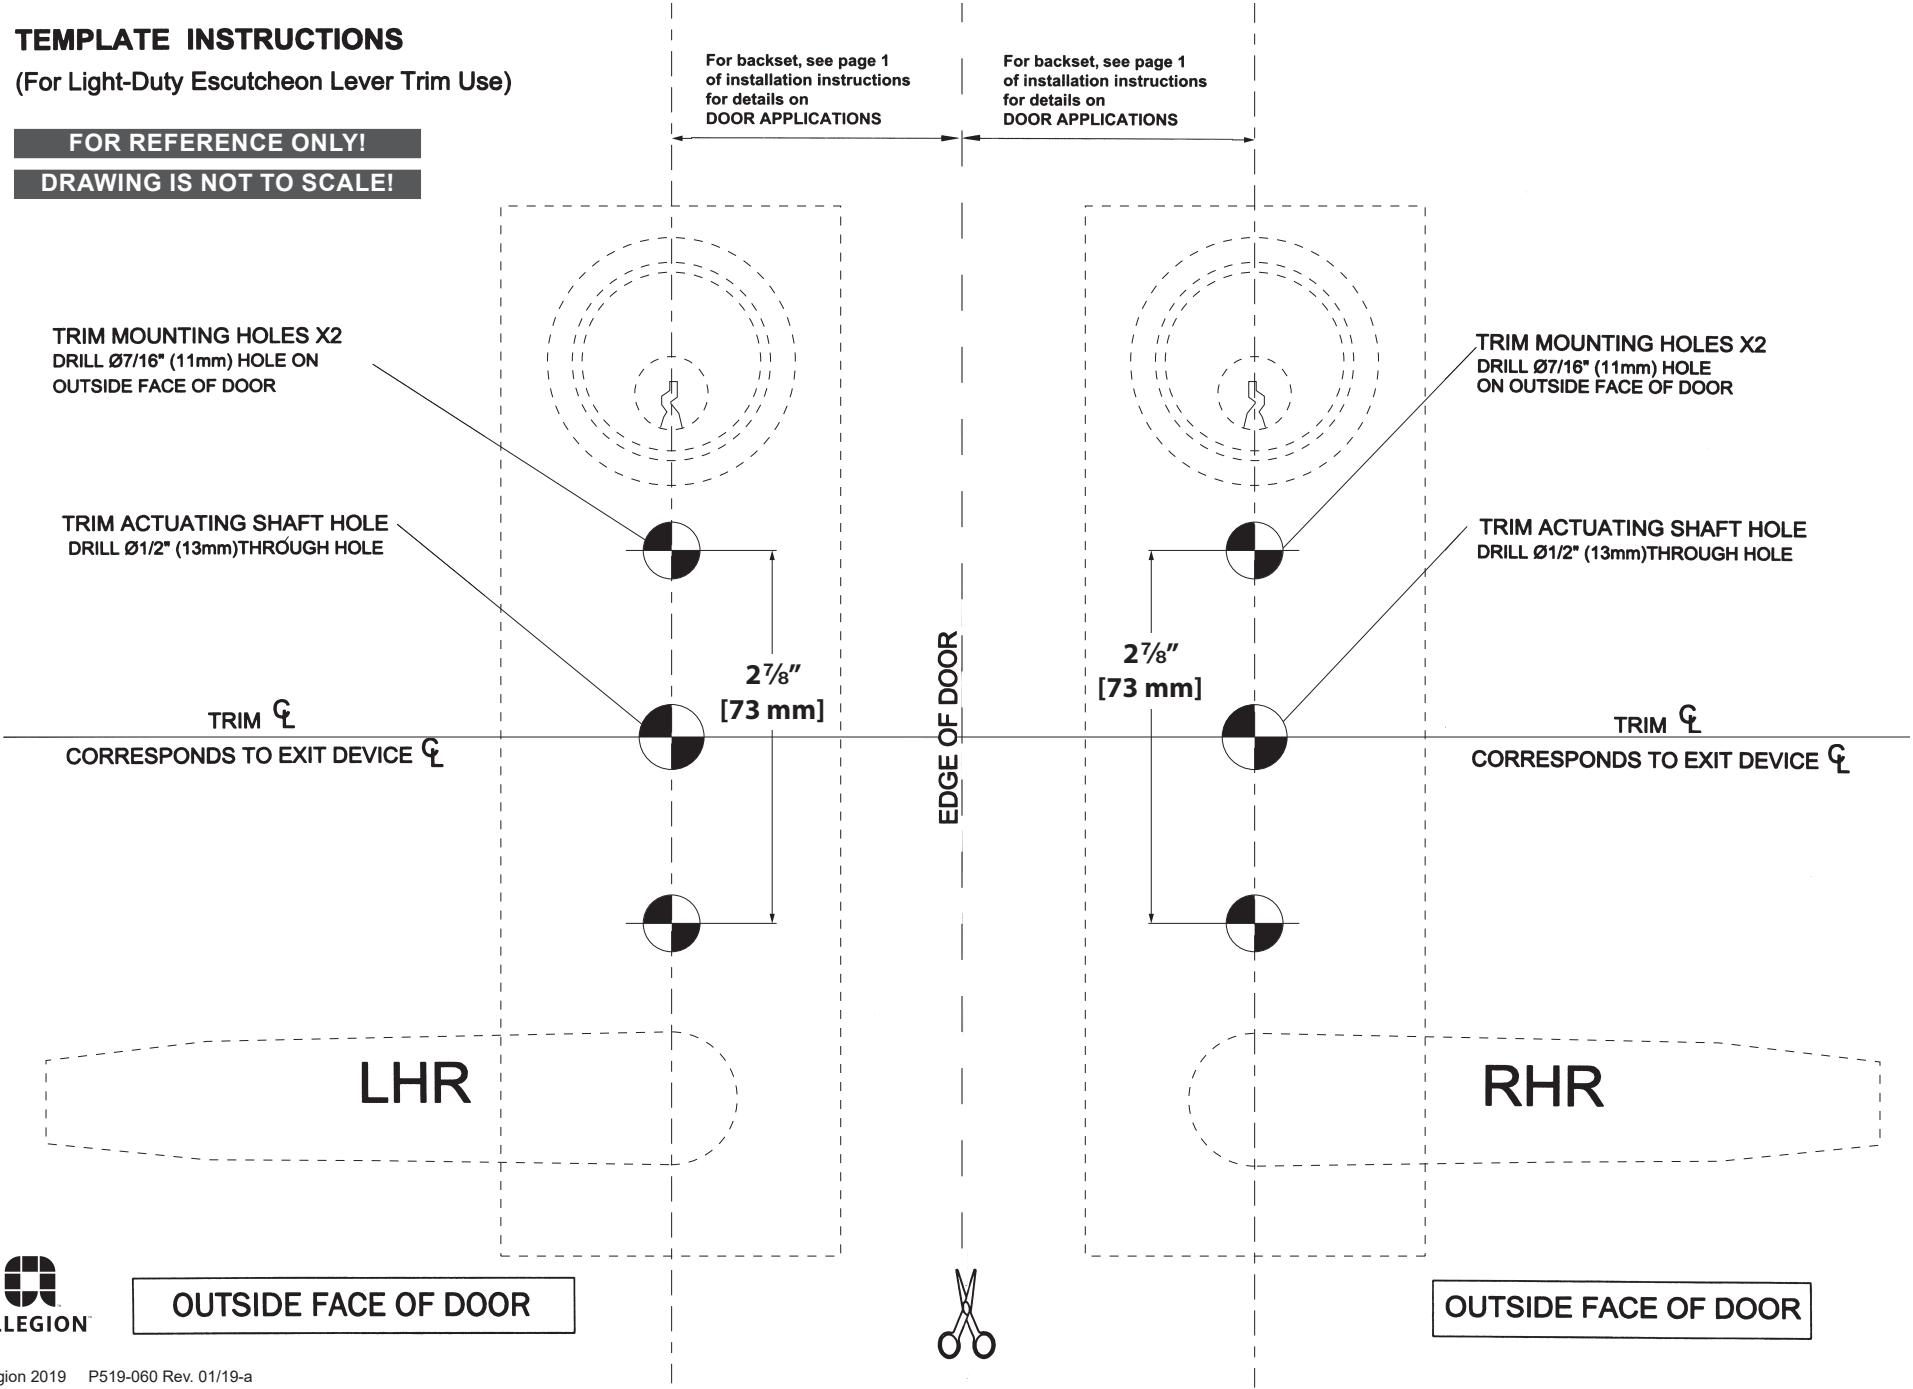 TEMPLATE INSTRUCTIONS
(For Light-Duty Escutcheon Lever Trim Use)
FOR REFERENCE ONLY!
DRAWING IS NOT TO SCALE!
For backset, see page 1
of installation instructions
for details on
DOOR APPLICATIONS
For backset, see page 1
of installation instructions
for details on
DOOR APPLICATIONS
TRIM MOUNTING HOLES X2
DRILL Ø7/16" (11mm) HOLE ON
OUTSIDE FACE OF DOOR
TRIM MOUNTING HOLES X2
DRILL Ø7/16" (11mm) HOLE
ON OUTSIDE FACE OF DOOR
TRIM ACTUATING SHAFT HOLE
DRILL Ø1/2" (13mm)THROUGH HOLE
TRIM ACTUATING SHAFT HOLE
DRILL Ø1/2" (13mm)THROUGH HOLE
2⅞”
[73 mm]
2⅞”
[73 mm]
EDGE OF DOOR
TRIM ℄
CORRESPONDS TO EXIT DEVICE ℄
TRIM ℄
CORRESPONDS TO EXIT DEVICE ℄
LHR
RHR
LLEGION™
OUTSIDE FACE OF DOOR
OUTSIDE FACE OF DOOR
gion 2019 P519-060 Rev. 01/19-a